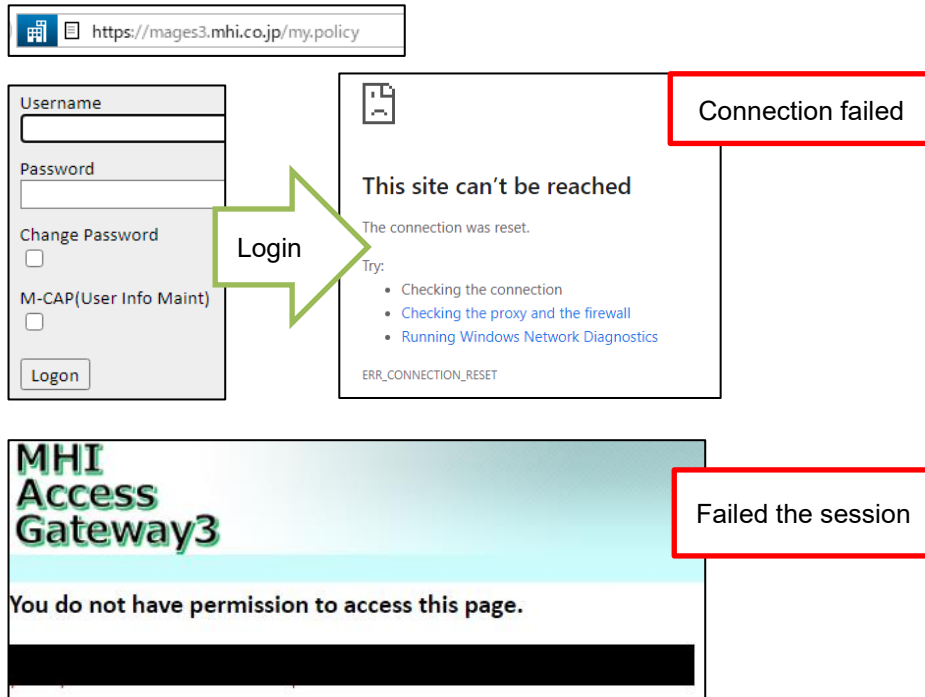 https://mages3.mhi.co.jp/my.policy
Username
Password
Change Password
M-CAP(User Info Maint)
Logon
Login
Connection failed
This site can't be reached
The connection was reset.
Try:
• Checking the connection
• Checking the proxy and the firewall
• Running Windows Network Diagnostics
ERR_CONNECTION_RESET
MHI
Access
Gateway3
Failed the session
You do not have permission to access this page.